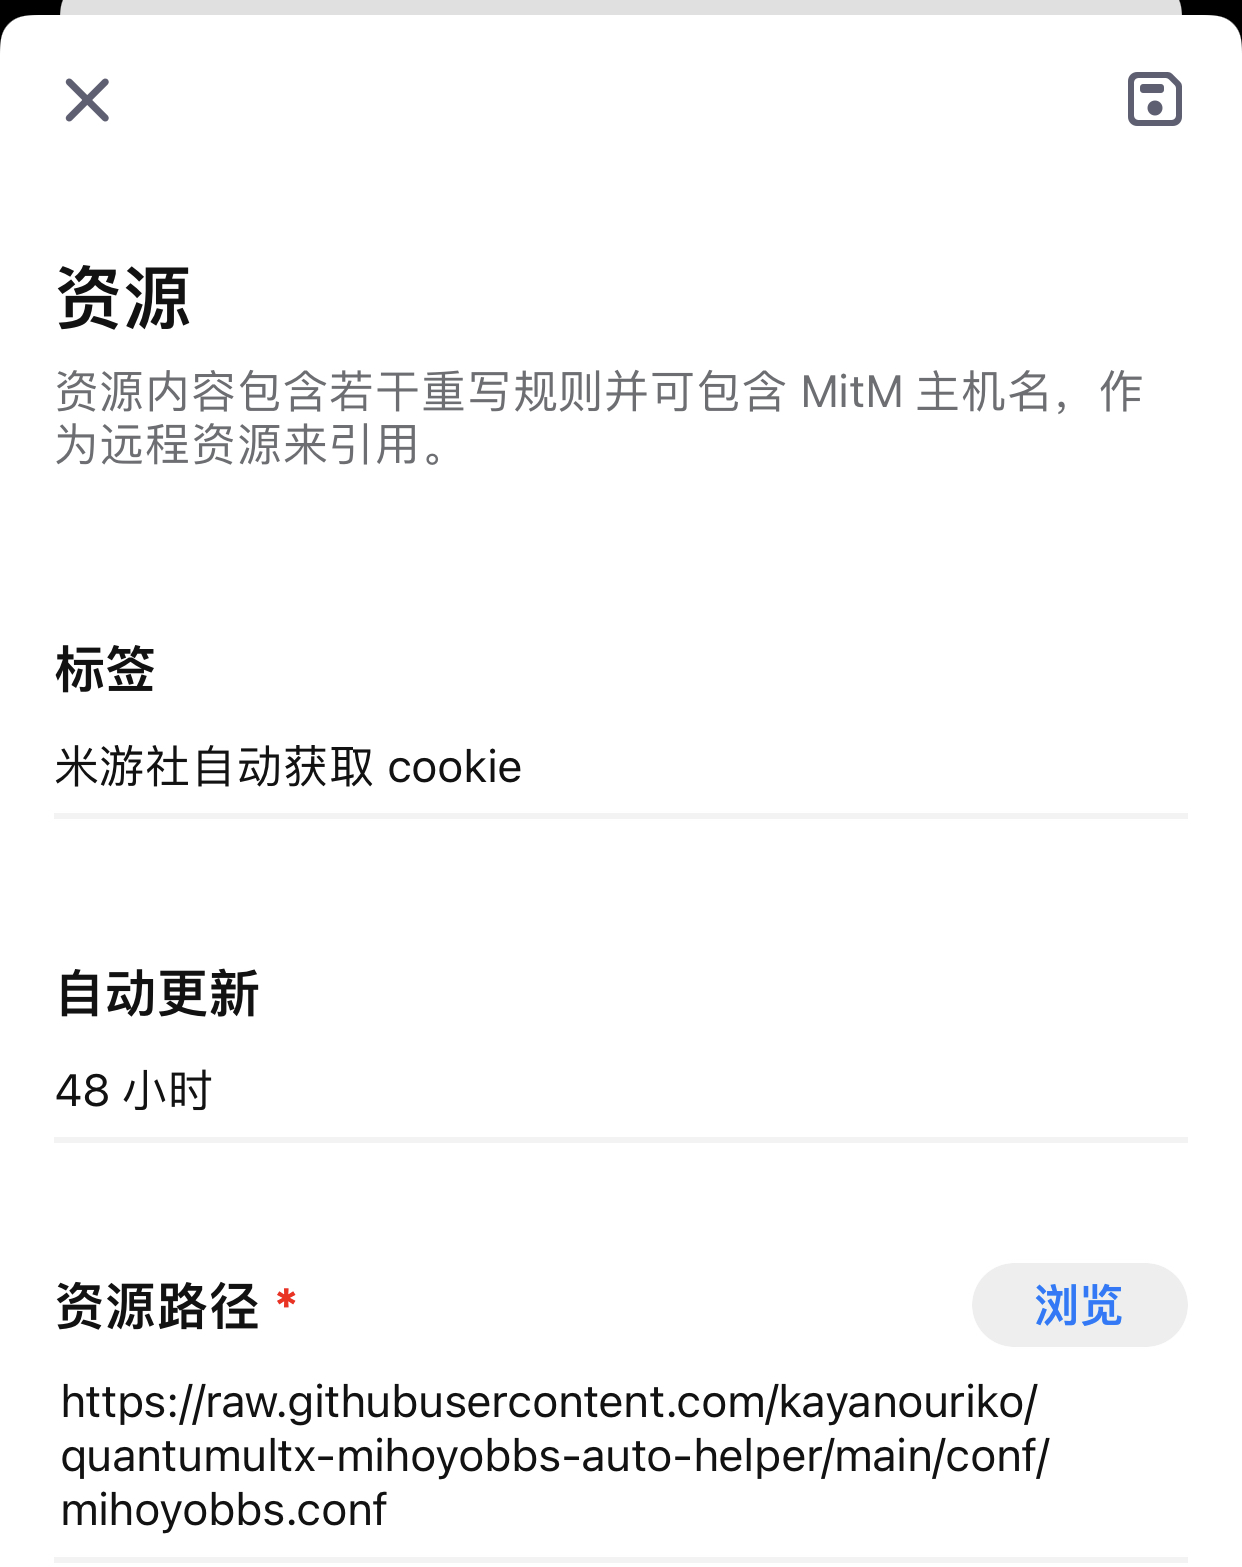 资源
资源内容包含若干重写规则并可包含 MitM 主机名，作
为远程资源来引用。
标签
米游社自动获取 cookie
自动更新
48 小时
资源路径 *
浏览
https://raw.githubusercontent.com/kayanouriko/
quantumultx-mihoyobbs-auto-helper/main/conf/
mihoyobbs.conf